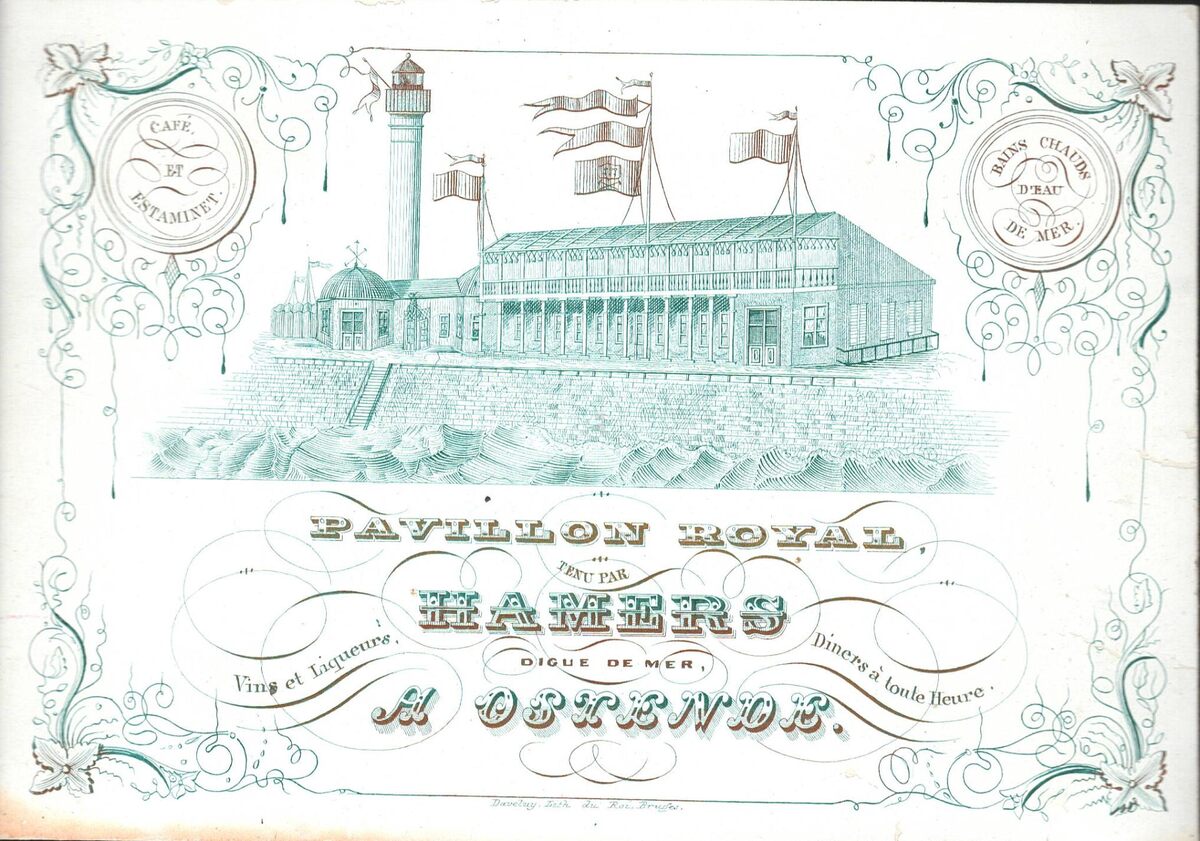 CAFÉ,
ET
ESTAMINET.
BAINS CHAUDS
D'EAU
DE MER.
PAVILLON ROYAL,
TENU PAR
HAMERS
Vins et Liqueurs.
DIGUE DE MER,
Diners à toute Heure.
A OSTENDE.
Daveluy, Lith. du Roi, Bruges.